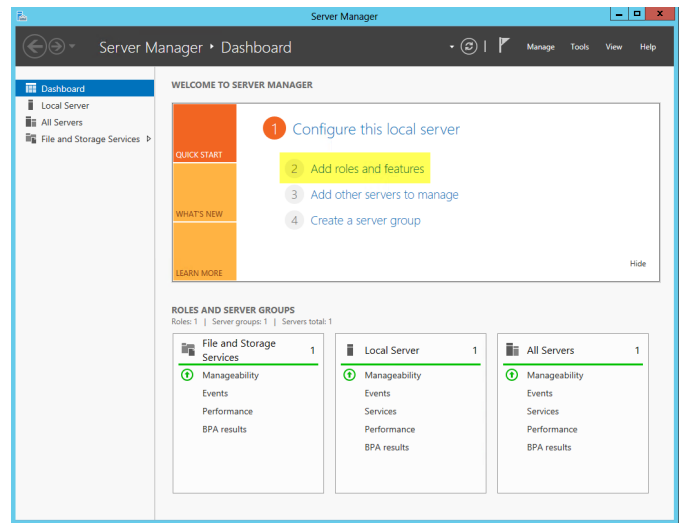 Server Manager
Server Manager ‣ Dashboard
Manage Tools View Help
Dashboard
Local Server
All Servers
File and Storage Services
WELCOME TO SERVER MANAGER
QUICK START
WHAT'S NEW
LEARN MORE
1 Configure this local server
2 Add roles and features
3 Add other servers to manage
4 Create a server group
Hide
ROLES AND SERVER GROUPS
Roles: 1 | Server groups: 1 | Servers total: 1
File and Storage
Services 1
Manageability
Events
Performance
BPA results
Local Server 1
Manageability
Events
Services
Performance
BPA results
All Servers 1
Manageability
Events
Services
Performance
BPA results